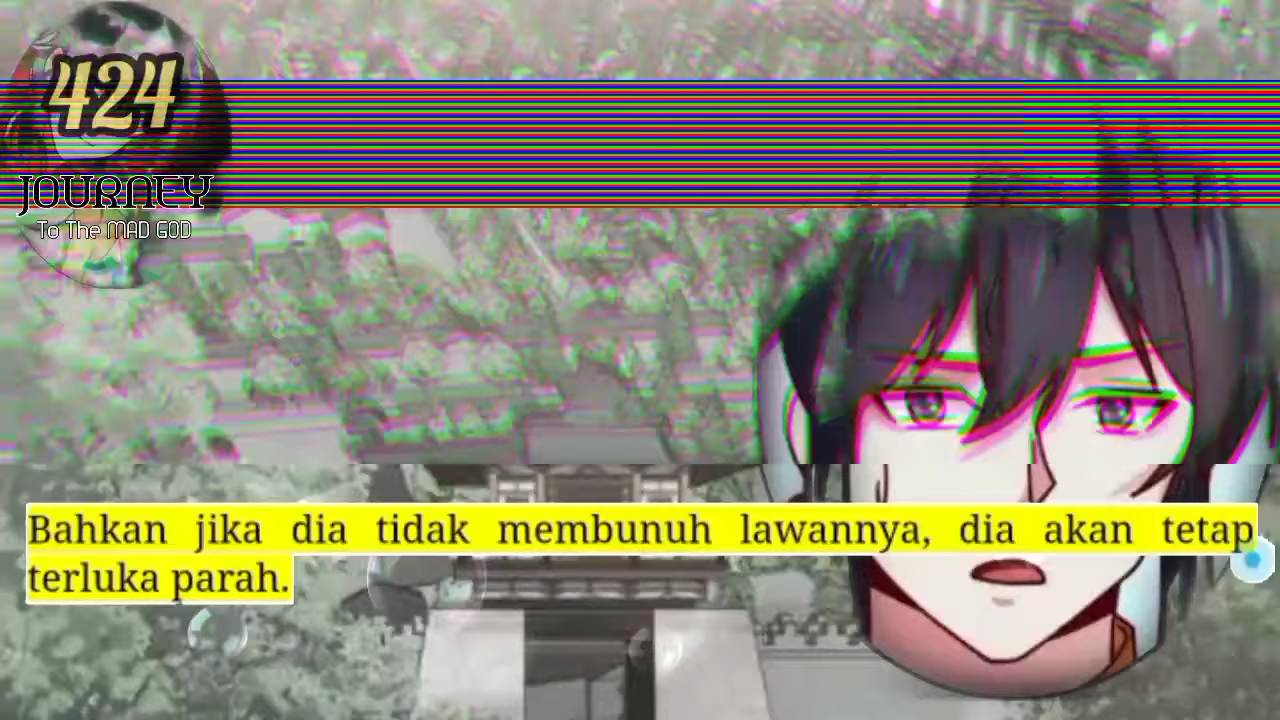 424
JOURNEY
To The MAD GOD
Bahkan jika dia tidak membunuh lawannya, dia akan tetap
terluka parah.